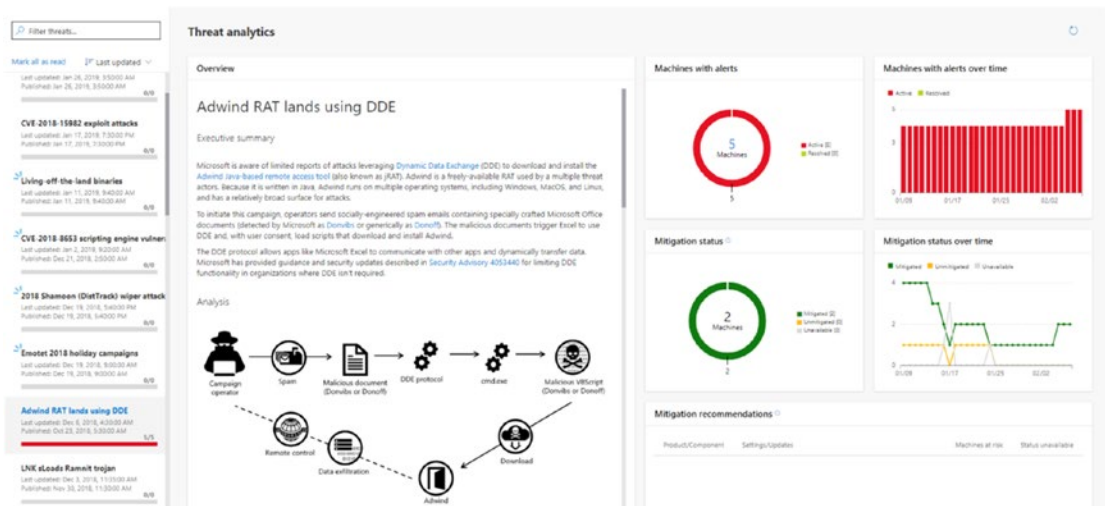 Filter threats...
Mark all as read
Last updated
Last updated: Jan 26, 2019, 3:50:00 AM
Published: Jan 26, 2019, 3:50:00 AM
0/0
CVE-2018-15982 exploit attacks
Last updated: Jan 17, 2019, 7:30:00 PM
Published: Jan 17, 2019, 7:30:00 PM
0/0
Living-off-the-land binaries
Last updated: Jan 11, 2019, 9:40:00 AM
Published: Jan 11, 2019, 9:40:00 AM
0/0
CVE-2018-8653 scripting engine vulner
Last updated: Jan 2, 2019, 9:20:00 AM
Published: Dec 21, 2018, 2:50:00 AM
0/0
2018 Shamoon (DistTrack) wiper attack
Last updated: Dec 19, 2018, 5:40:00 PM
Published: Dec 19, 2018, 5:40:00 PM
0/0
Emotet 2018 holiday campaigns
Last updated: Dec 19, 2018, 9:00:00 AM
Published: Dec 19, 2018, 9:00:00 AM
0/0
Adwind RAT lands using DDE
Last updated: Dec 6, 2018, 4:30:00 AM
Published: Oct 23, 2018, 5:30:00 AM
5/5
LNK sLoads Ramnit trojan
Last updated: Dec 3, 2018, 11:35:00 AM
Published: Nov 30, 2018, 11:30:00 AM
0/0
Threat analytics
Overview
Adwind RAT lands using DDE
Executive summary
Microsoft is aware of limited reports of attacks leveraging Dynamic Data Exchange (DDE) to download and install the
Adwind Java-based remote access tool (also known as jRAT). Adwind is a freely-available RAT used by a multiple threat
actors. Because it is written in Java, Adwind runs on multiple operating systems, including Windows, MacOS, and Linux,
and has a relatively broad surface for attacks.
To initiate this campaign, operators send socially-engineered spam emails containing specially crafted Microsoft Office
documents (detected by Microsoft as Donvibs or generically as Donoff). The malicious documents trigger Excel to use
DDE and, with user consent, load scripts that download and install Adwind.
The DDE protocol allows apps like Microsoft Excel to communicate with other apps and dynamically transfer data.
Microsoft has provided guidance and security updates described in Security Advisory 4053440 for limiting DDE
functionality in organizations where DDE isn't required.
Analysis
Campaign
operator
Spam
Malicious document
(Donvibs or Donoff)
DDE protocol
cmd.exe
Malicious VBScript
(Donvibs or Donoff)
Remote control
Data exfiltration
Adwind
Download
Machines with alerts
5
Machines
Active [5]
Resolved [0]
5
Machines with alerts over time
Active
Resolved
5
3
0
01/09
01/17
01/25
02/02
Mitigation status
2
Machines
Mitigated [2]
Unmitigated [0]
Unavailable [0]
2
Mitigation status over time
Mitigated
Unmitigated
Unavailable
4
2
0
01/09
01/17
01/25
02/02
Mitigation recommendations
Product/Component
Settings/Updates
Machines at risk
Status unavailable